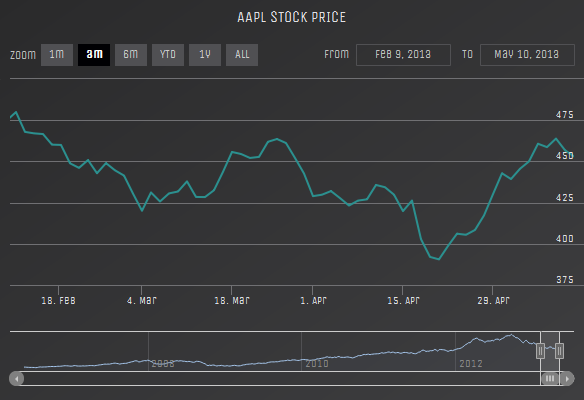 AAPL STOCK PRICE
Zoom 1m 3m 6m YTD 1y All From Feb 9, 2013 To May 10, 2013
475
450
425
400
375
18. Feb 4. Mar 18. Mar 1. Apr 15. Apr 29. Apr
2008 2010 2012